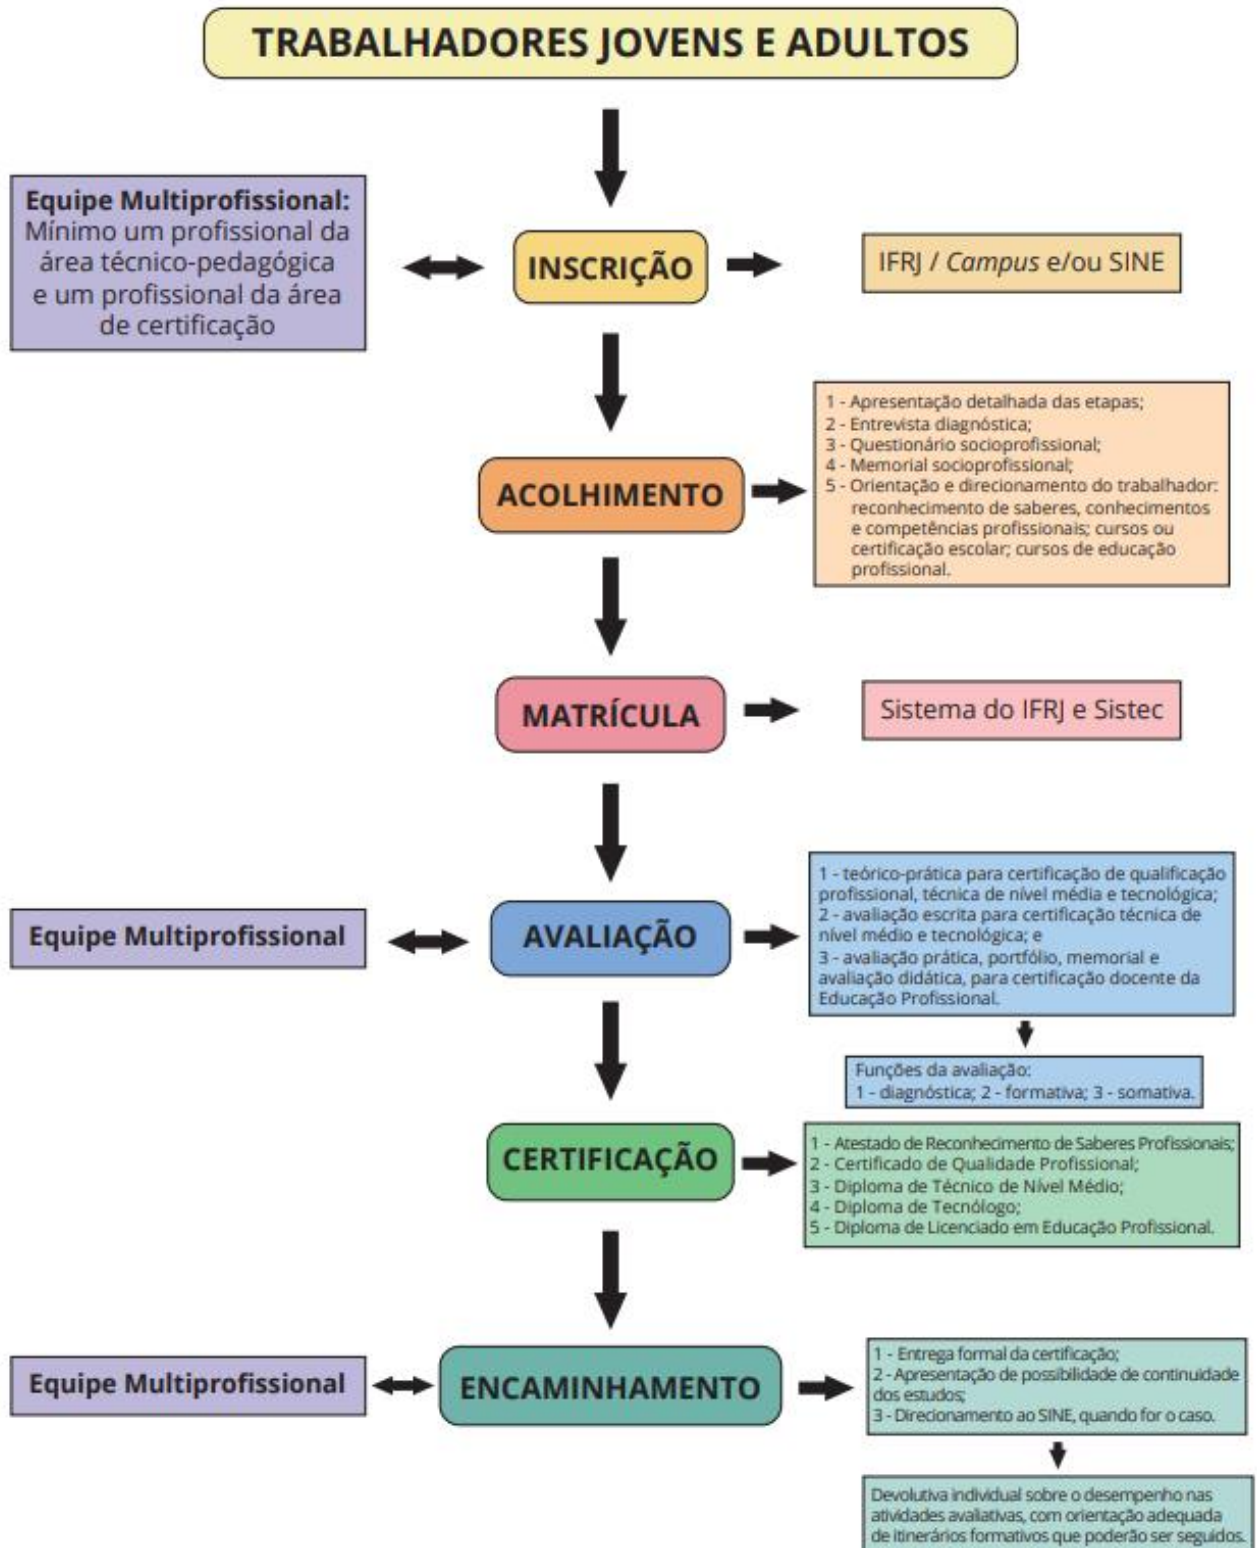 TRABALHADORES JOVENS E ADULTOS
Equipe Multiprofissional:
Mínimo um profissional da
área técnico-pedagógica
e um profissional da área
de certificação
INSCRIÇÃO
IFRJ / Campus e/ou SINE
ACOLHIMENTO
1 - Apresentação detalhada das etapas;
2 - Entrevista diagnóstica;
3 - Questionário socioprofissional;
4 - Memorial socioprofissional;
5 - Orientação e direcionamento do trabalhador:
reconhecimento de saberes, conhecimentos
e competências profissionais; cursos ou
certificação escolar; cursos de educação
profissional.
MATRÍCULA
Sistema do IFRJ e Sistec
Equipe Multiprofissional
AVALIAÇÃO
1 - teórico-prática para certificação de qualificação
profissional, técnica de nível média e tecnológica;
2 - avaliação escrita para certificação técnica de
nível médio e tecnológica; e
3 - avaliação prática, portfólio, memorial e
avaliação didática, para certificação docente da
Educação Profissional.
Funções da avaliação:
1 - diagnóstica; 2 - formativa; 3 - somativa.
CERTIFICAÇÃO
1 - Atestado de Reconhecimento de Saberes Profissionais;
2 - Certificado de Qualidade Profissional;
3 - Diploma de Técnico de Nível Médio;
4 - Diploma de Tecnólogo;
5 - Diploma de Licenciado em Educação Profissional.
Equipe Multiprofissional
ENCAMINHAMENTO
1 - Entrega formal da certificação;
2 - Apresentação de possibilidade de continuidade
dos estudos;
3 - Direcionamento ao SINE, quando for o caso.
Devolutiva individual sobre o desempenho nas
atividades avaliativas, com orientação adequada
de itinerários formativos que poderão ser seguidos.